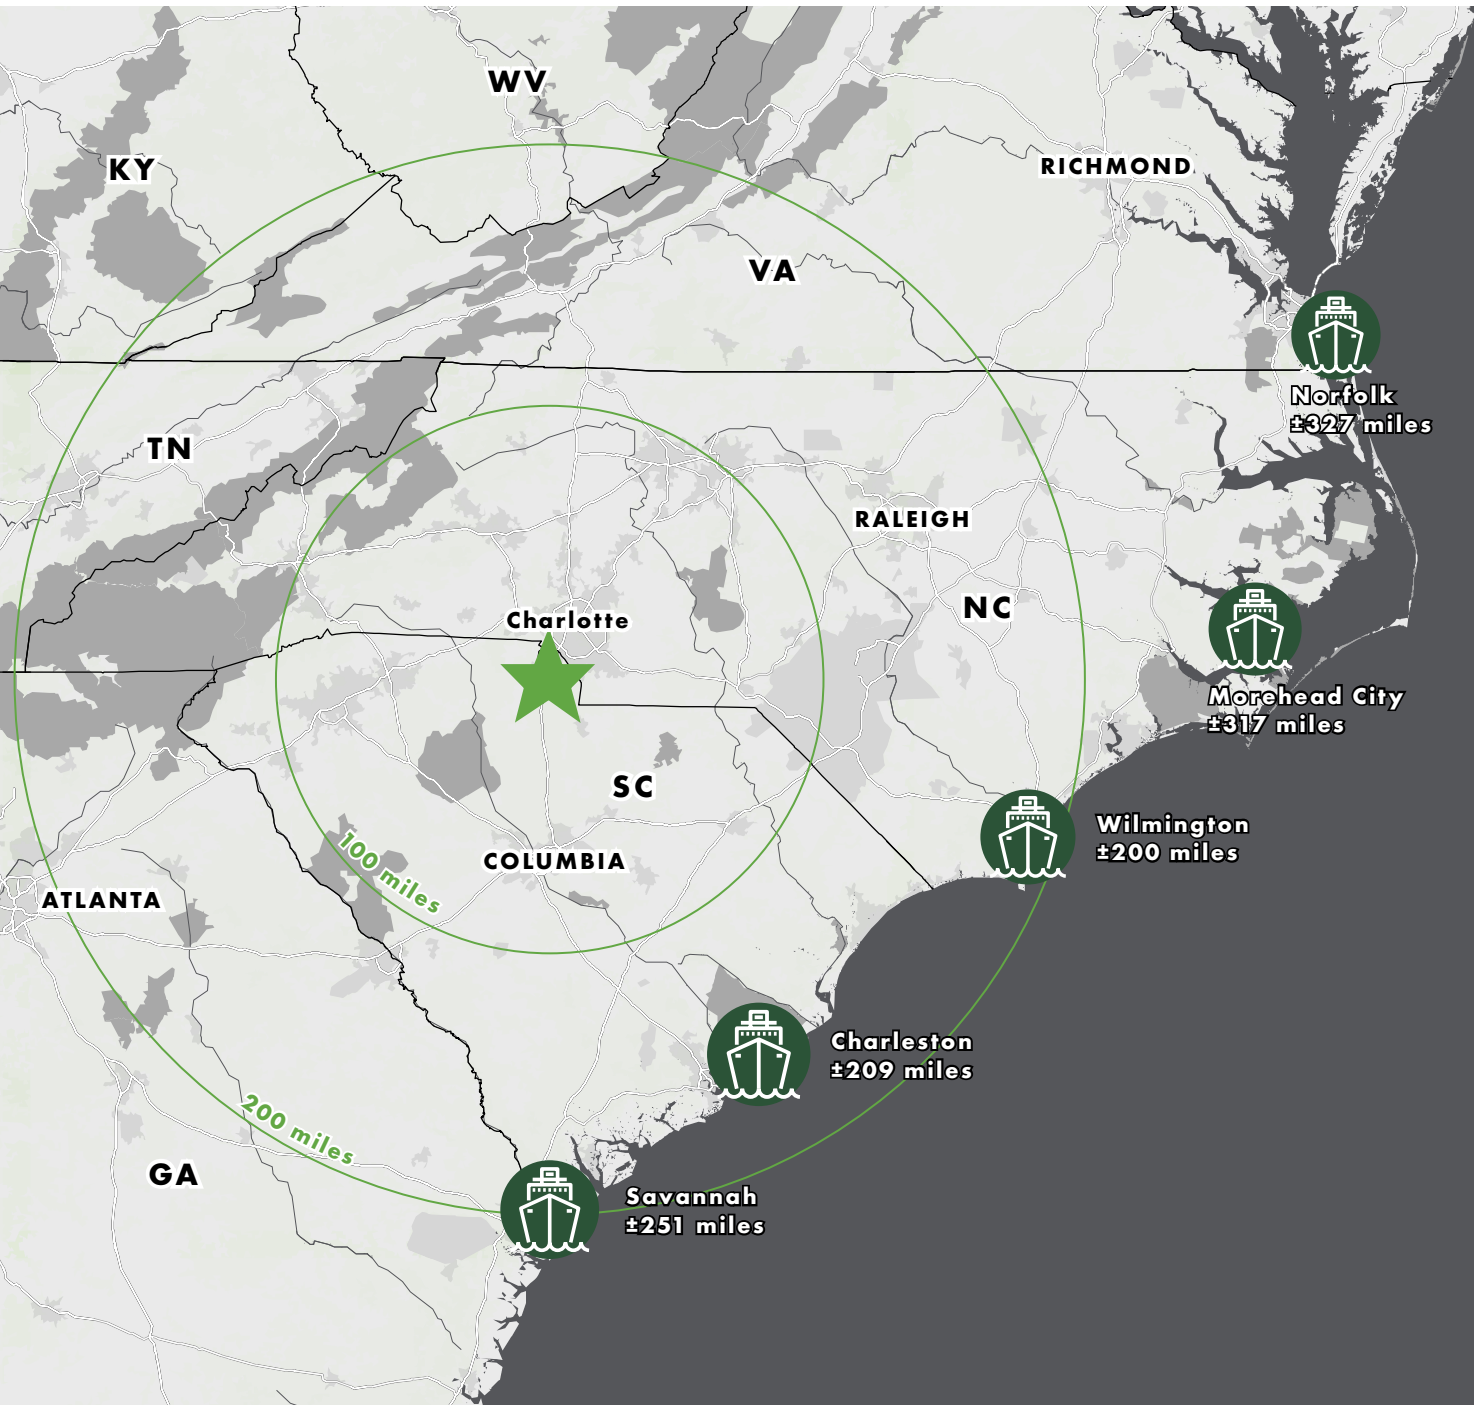 WV
KY
RICHMOND
VA
Norfolk
±327 miles
TN
RALEIGH
NC
Charlotte
Morehead City
±317 miles
SC
Wilmington
±200 miles
100 miles
COLUMBIA
ATLANTA
Charleston
±209 miles
200 miles
GA
Savannah
±251 miles